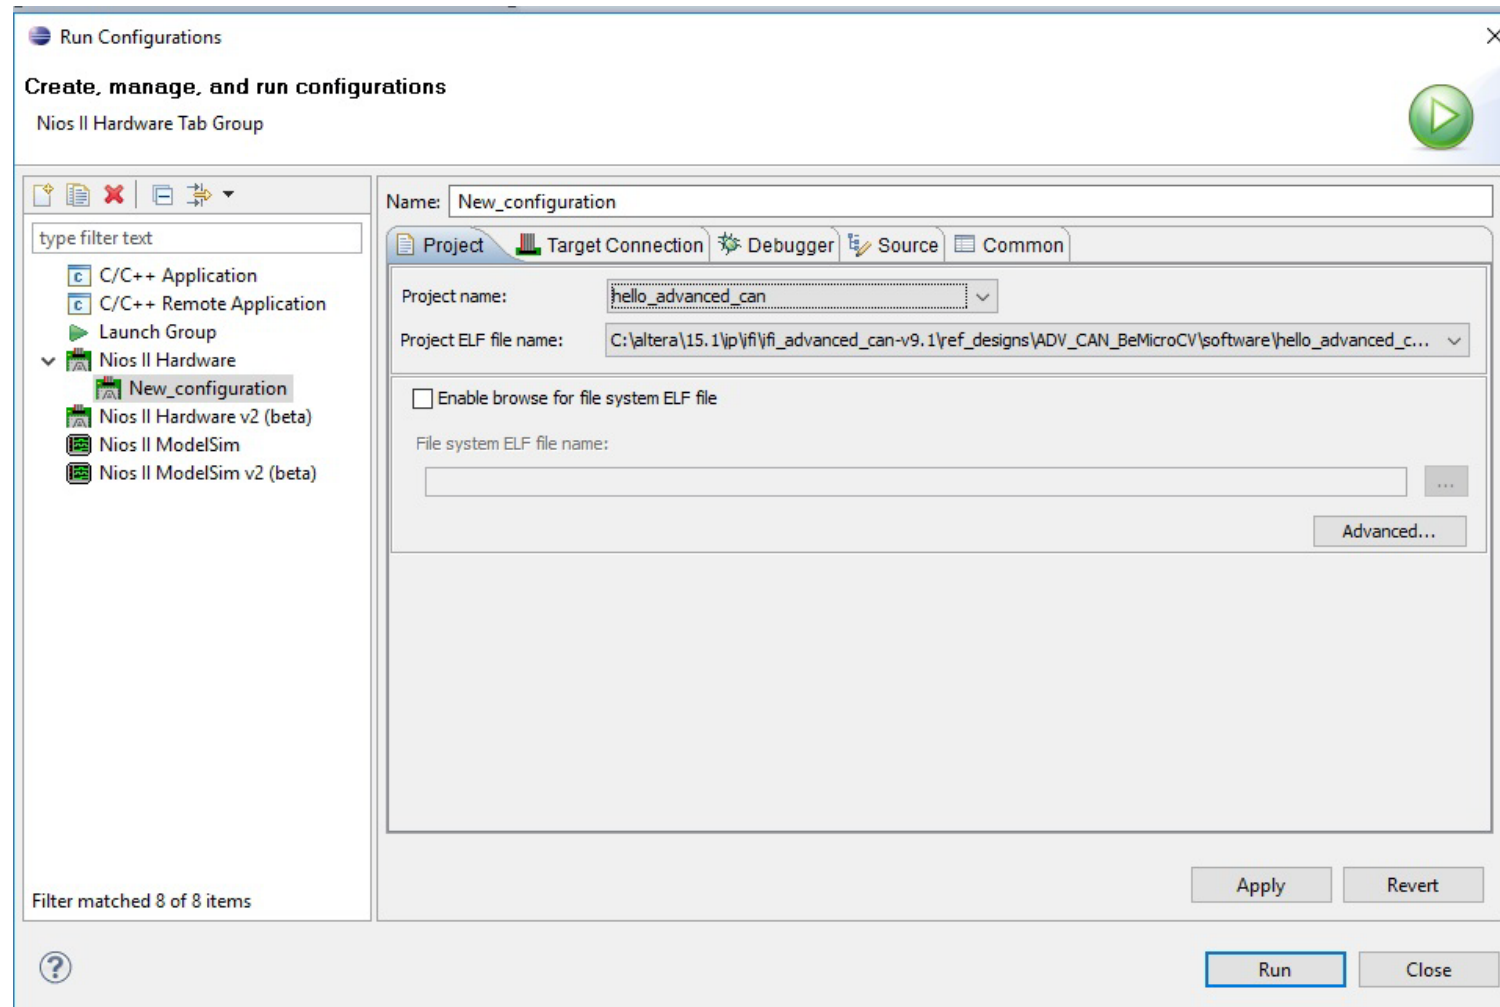 Run Configurations
Create, manage, and run configurations
Nios II Hardware Tab Group
type filter text
C/C++ Application
C/C++ Remote Application
Launch Group
Nios II Hardware
New_configuration
Nios II Hardware v2 (beta)
Nios II ModelSim
Nios II ModelSim v2 (beta)
Filter matched 8 of 8 items
Name: New_configuration
Project Target Connection Debugger Source Common
Project name: hello_advanced_can
Project ELF file name: C:\altera\15.1\ip\ifi\ifi_advanced_can-v9.1\ref_designs\ADV_CAN_BeMicroCV\software\hello_advanced_c...
Enable browse for file system ELF file
File system ELF file name:
...
Advanced...
Apply Revert
Run Close